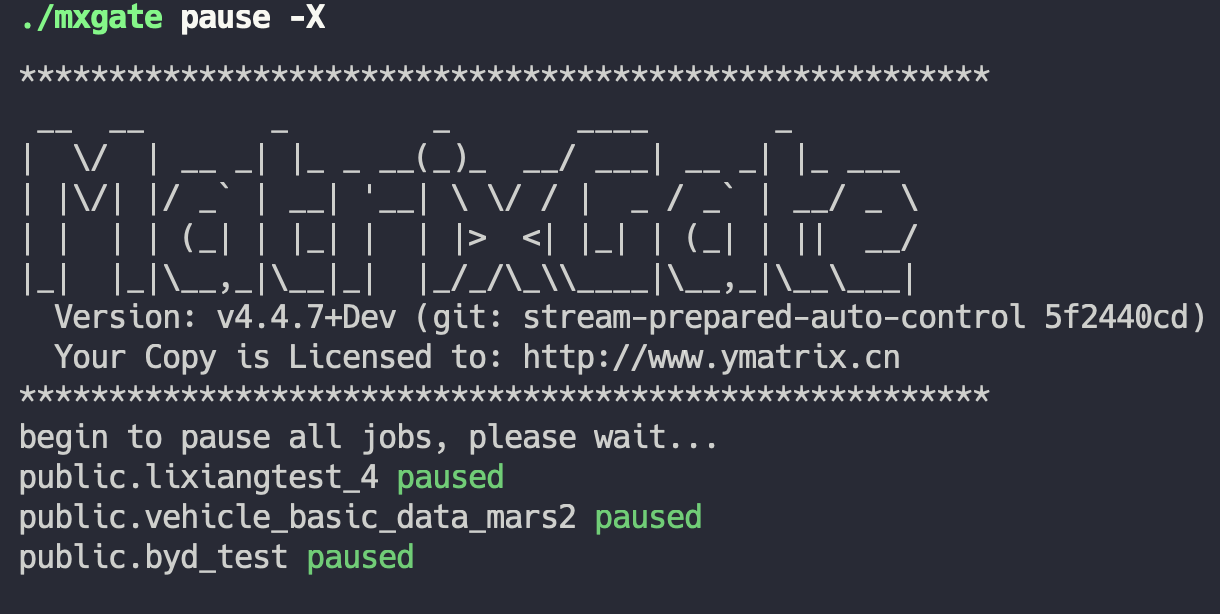 ./mxgate pause -X
******************************************************
 __  __       _        _       ____       _
|  \/  | __ _| |_ _ __(_)_  __/ ___| __ _| |_ ___
| |\/| |/ _` | __| '__| \ \/ / |   _ / _` | __/ _ \
| |  | | (_| | |_| |  | |>  <| |_| | (_| | ||  __/
|_|  |_|\__,_|\__|_|  |_/_/\_\\____|\__,_|\__\___|
  Version: v4.4.7+Dev (git: stream-prepared-auto-control 5f2440cd)
  Your Copy is Licensed to: http://www.ymatrix.cn
******************************************************
begin to pause all jobs, please wait...
public.lixiangtest_4 paused
public.vehicle_basic_data_mars2 paused
public.byd_test paused